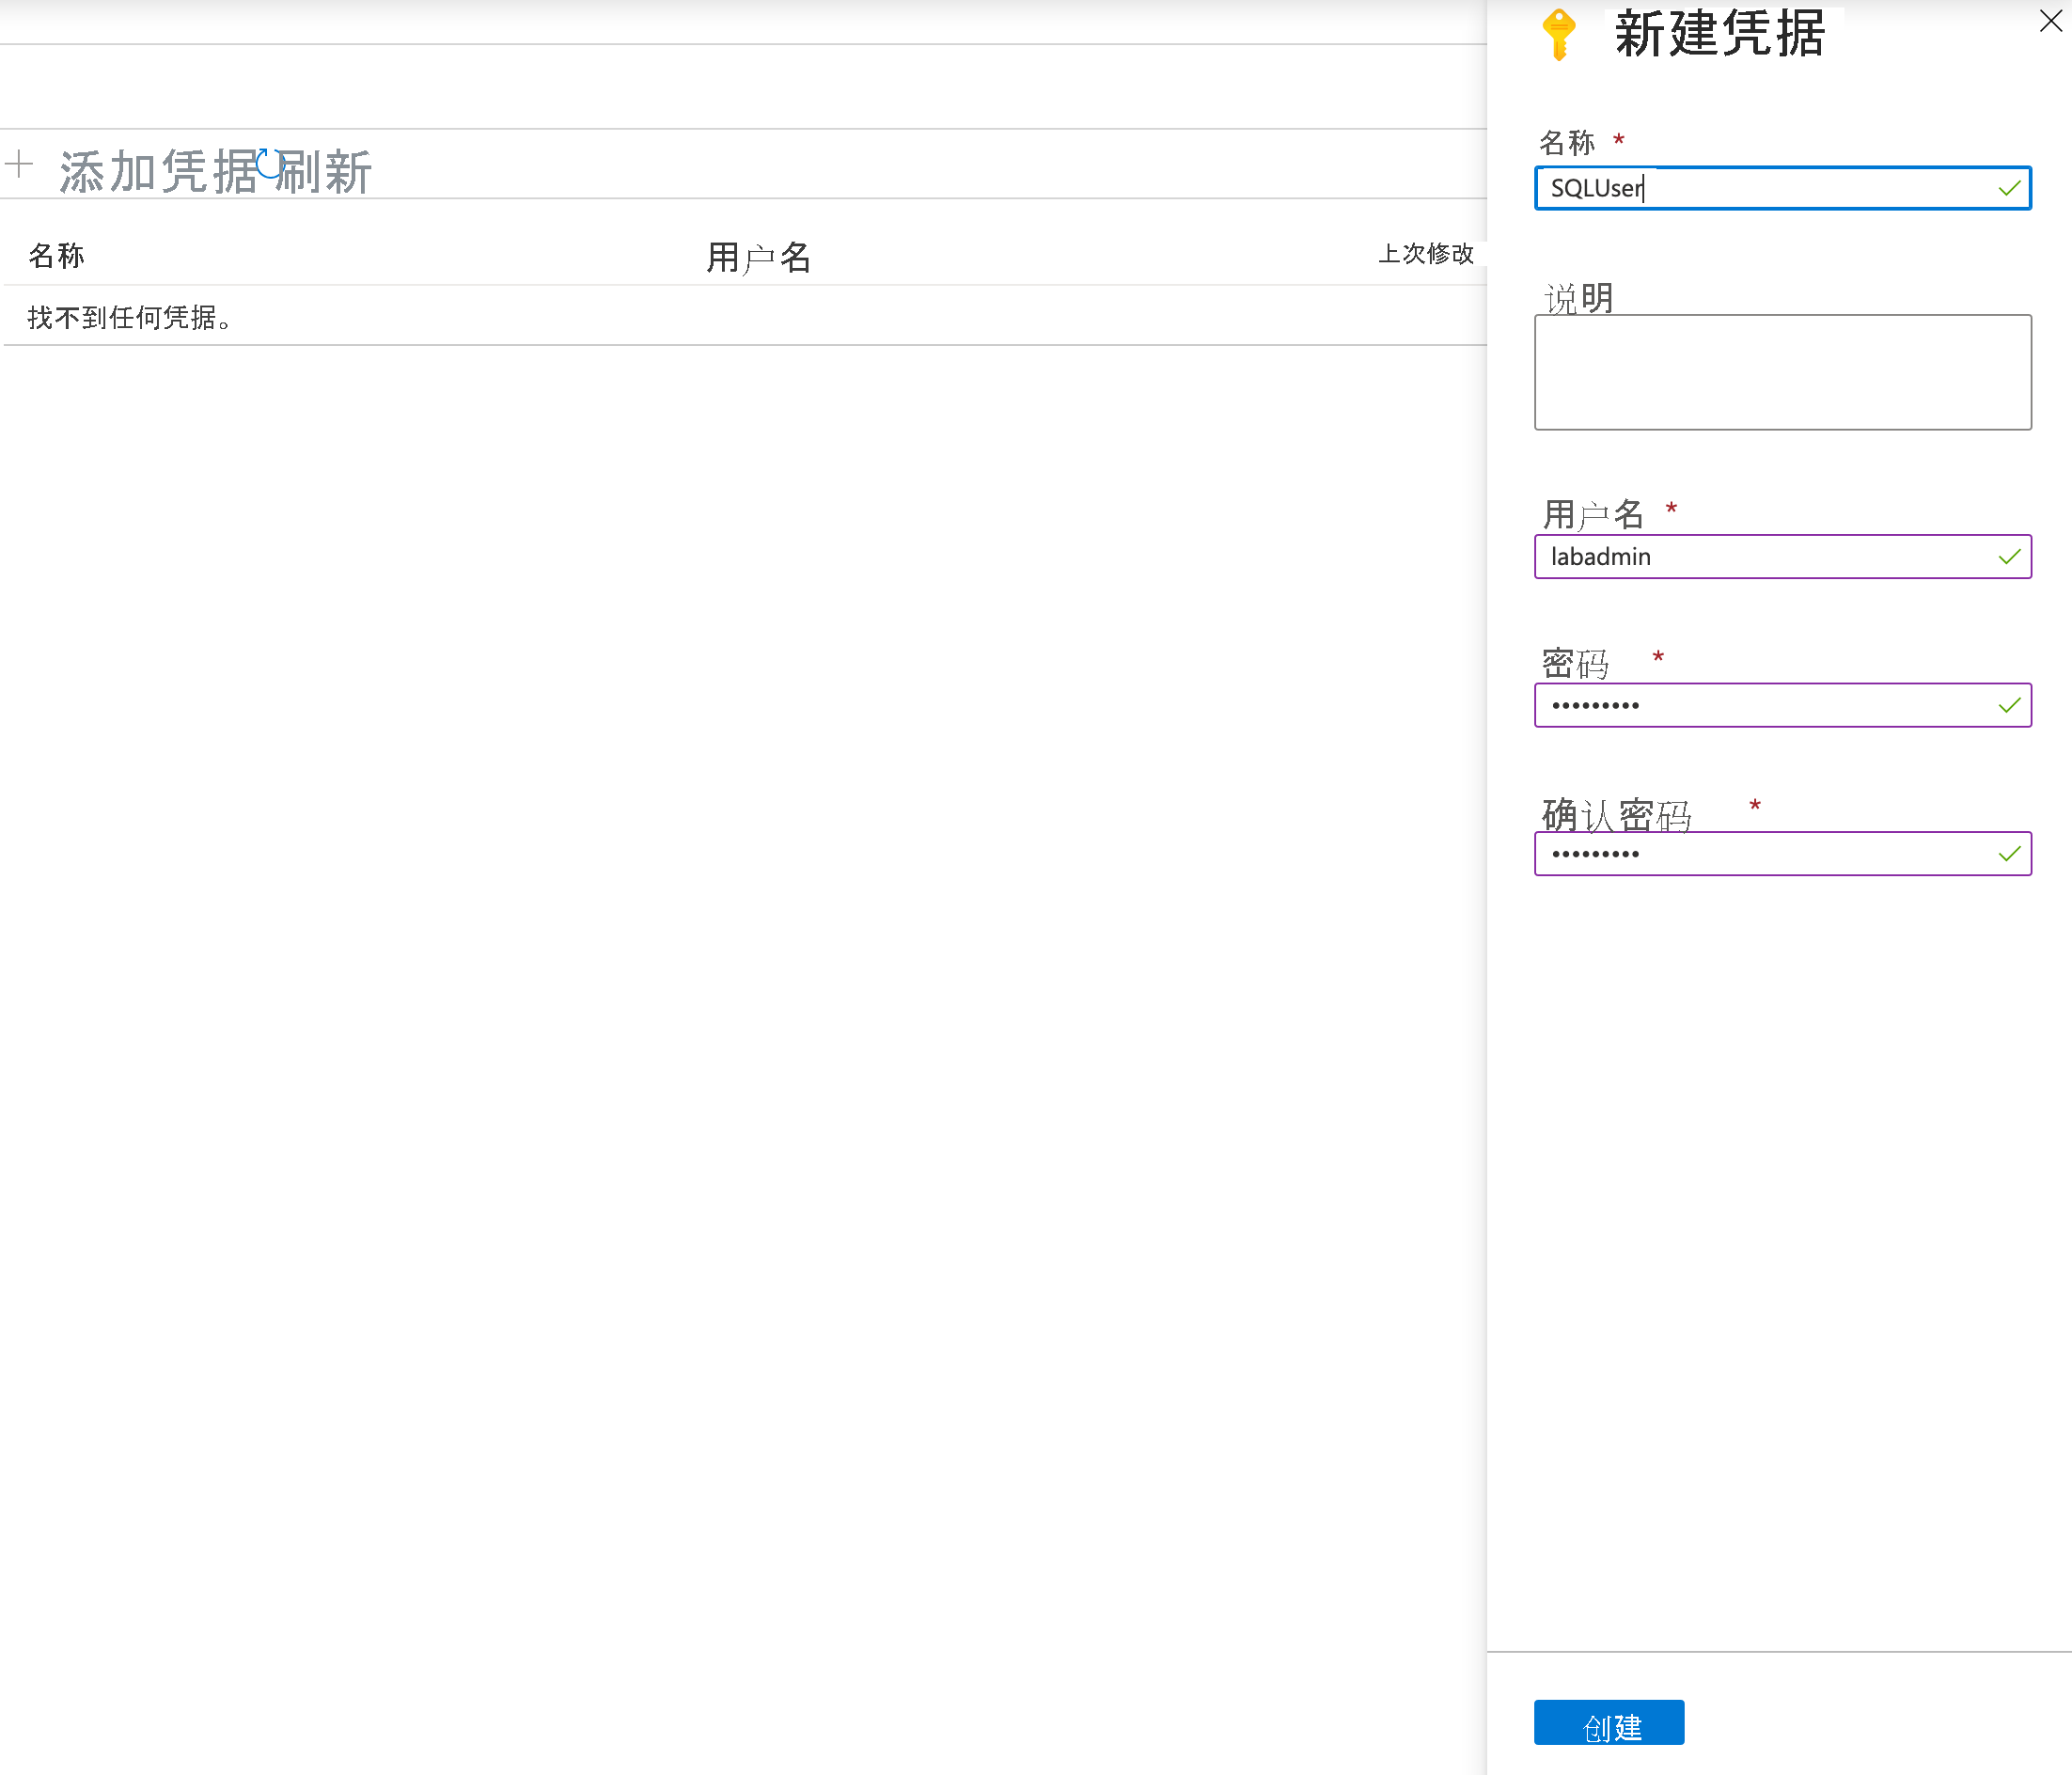 新建凭据
添加凭据 刷新
名称 用户名 上次修改
找不到任何凭据。
名称 *
SQLUser
说明
用户名 *
labadmin
密码 *
•••••••••
确认密码 *
•••••••••
创建